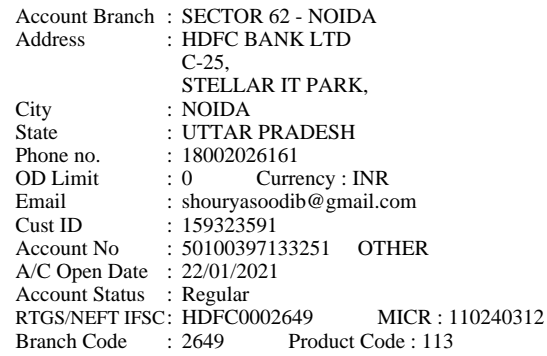 Account Branch : SECTOR 62 - NOIDA
Address : HDFC BANK LTD
C-25,
STELLAR IT PARK,
City : NOIDA
State : UTTAR PRADESH
Phone no. : 18002026161
OD Limit : 0 Currency : INR
Email : shouryasoodib@gmail.com
Cust ID : 159323591
Account No : 50100397133251 OTHER
A/C Open Date : 22/01/2021
Account Status : Regular
RTGS/NEFT IFSC: HDFC0002649 MICR : 110240312
Branch Code : 2649 Product Code : 113